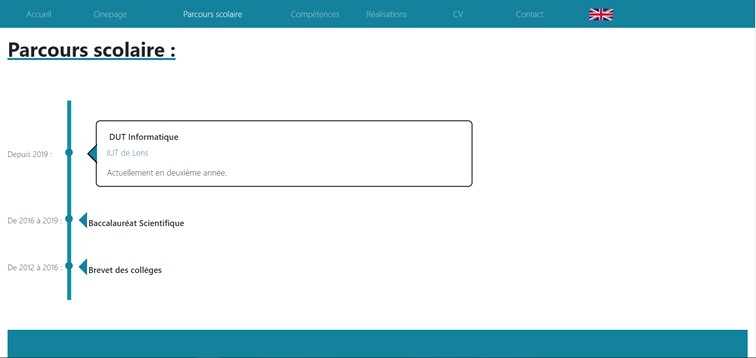 Accueil Onepage Parcours scolaire Compétences Réalisations CV Contact
Parcours scolaire :
DUT Informatique
IUT de Lens
Depuis 2019 :
Actuellement en deuxième année.
De 2016 à 2019 : Baccalauréat Scientifique
De 2012 à 2016 : Brevet des collèges